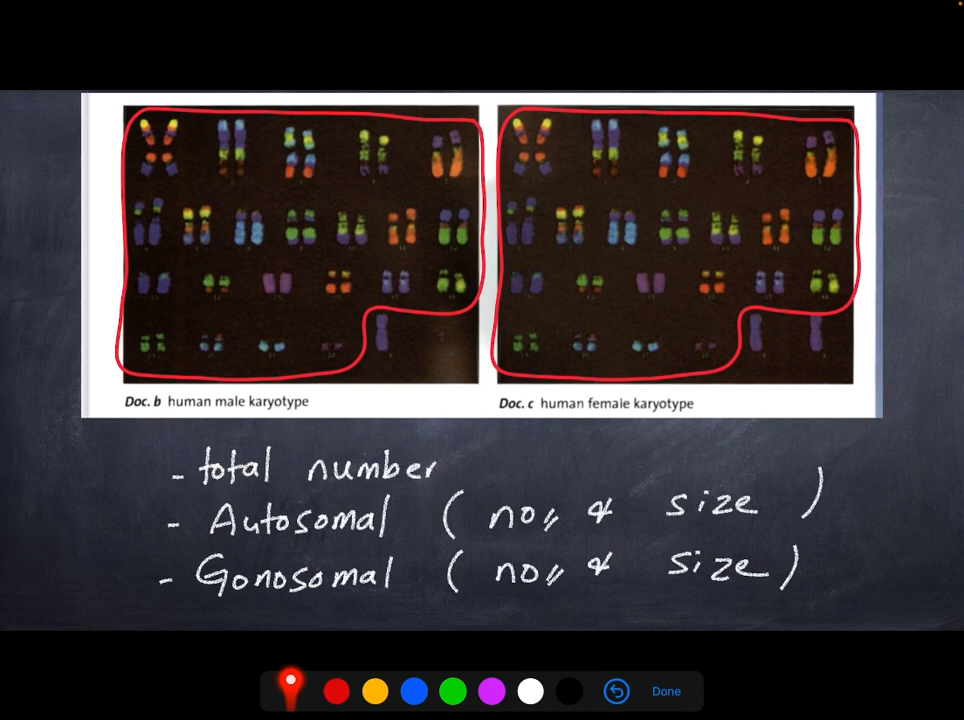 Doc. b human male karyotype
Doc. c human female karyotype
- total number
- Autosomal ( no, & size )
- Gonosomal ( no, & size )
Done